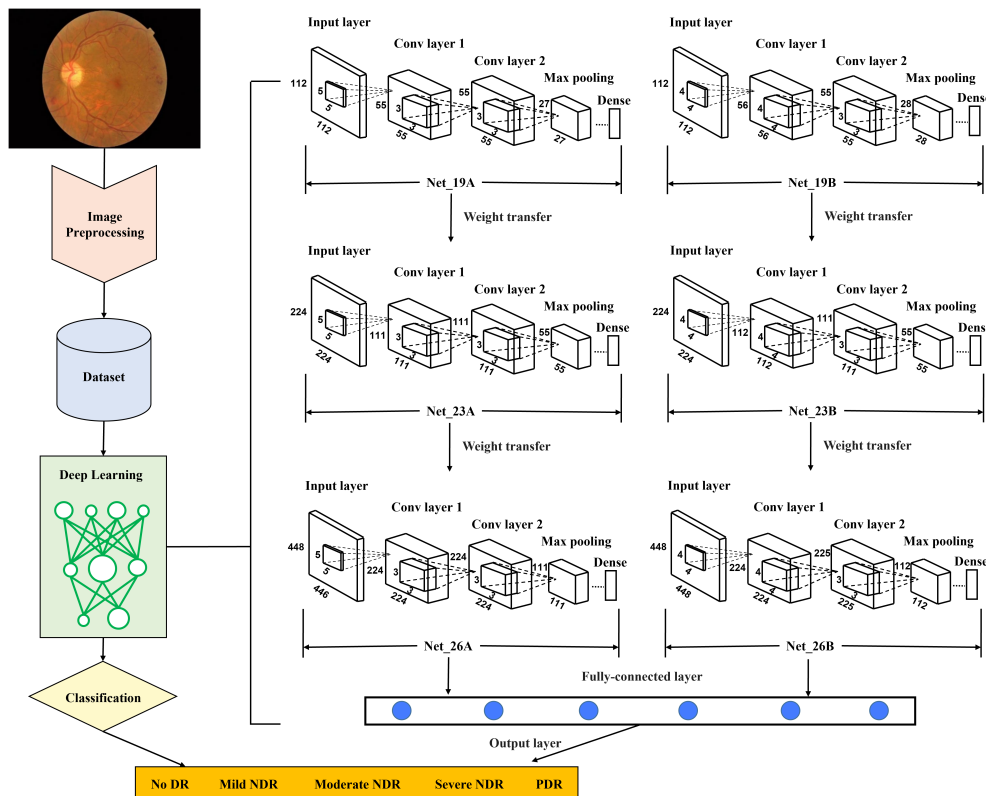 Image
Preprocessing
Dataset
Deep Learning
Classification
Input layer
Conv layer 1
Conv layer 2
Max pooling
Dense
112
5
5
112
55
3
3
55
55
3
3
55
27
27
Net_19A
Weight transfer
Input layer
Conv layer 1
Conv layer 2
Max pooling
Dense
112
4
4
112
56
4
4
56
55
3
3
55
28
28
Net_19B
Weight transfer
Input layer
Conv layer 1
Conv layer 2
Max pooling
Dense
224
5
5
224
111
3
3
111
111
3
3
111
55
55
Net_23A
Weight transfer
Input layer
Conv layer 1
Conv layer 2
Max pooling
Dense
224
4
4
224
112
4
4
112
111
3
3
111
55
55
Net_23B
Weight transfer
Input layer
Conv layer 1
Conv layer 2
Max pooling
Dense
448
5
5
446
224
3
3
224
224
3
3
224
111
111
Net_26A
Input layer
Conv layer 1
Conv layer 2
Max pooling
Dense
448
4
4
448
224
4
4
224
225
3
3
225
112
112
Net_26B
Fully-connected layer
Output layer
No DR Mild NDR Moderate NDR Severe NDR PDR